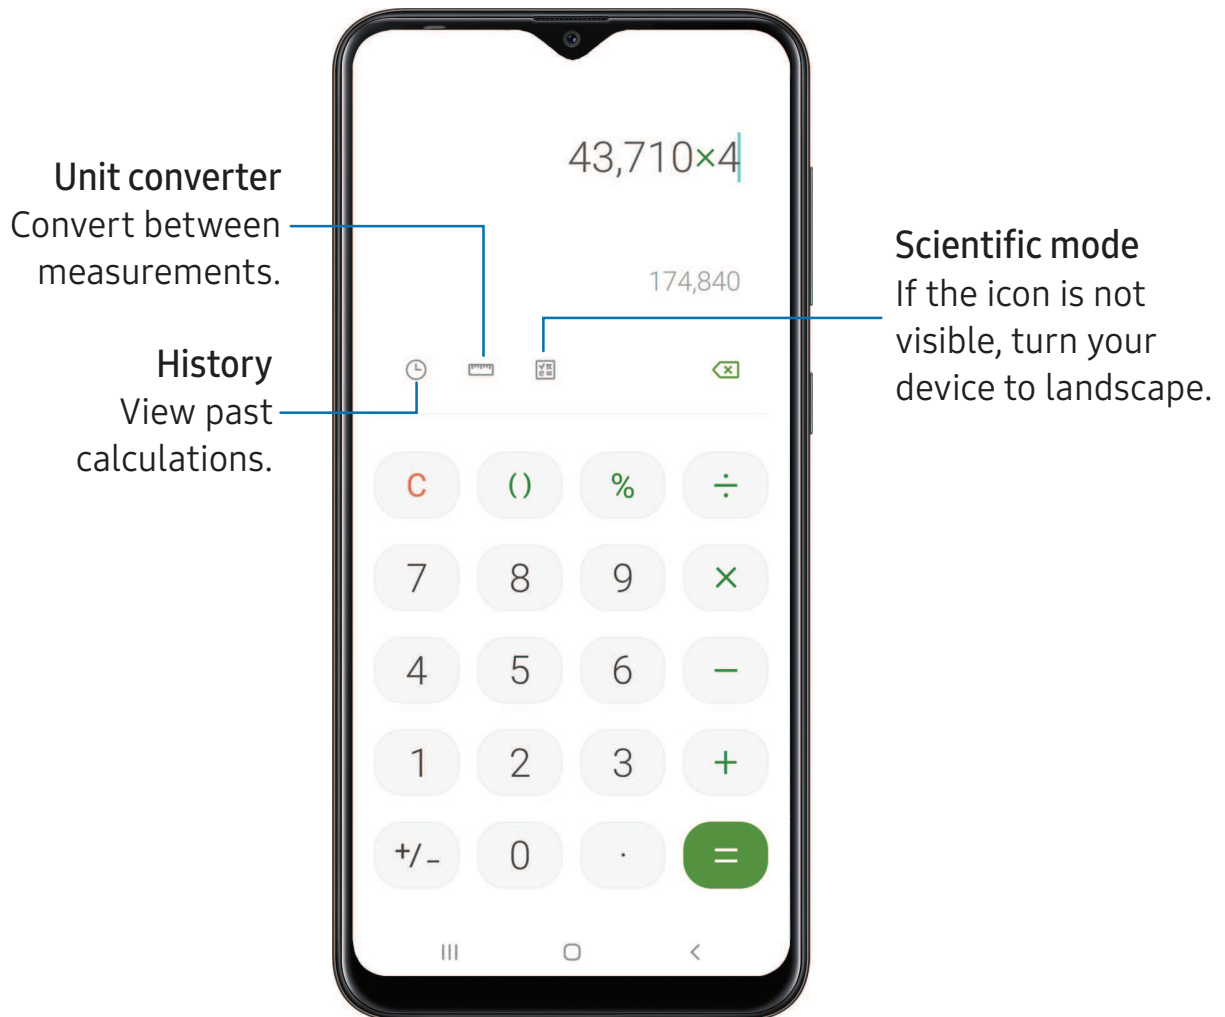 43,710×4
Unit converter
Convert between
measurements.
174,840
Scientific mode
If the icon is not
visible, turn your
device to landscape.
History
View past
calculations.
√π
e=
C () % ÷
7 8 9 ×
4 5 6 −
1 2 3 +
+/- 0 . =